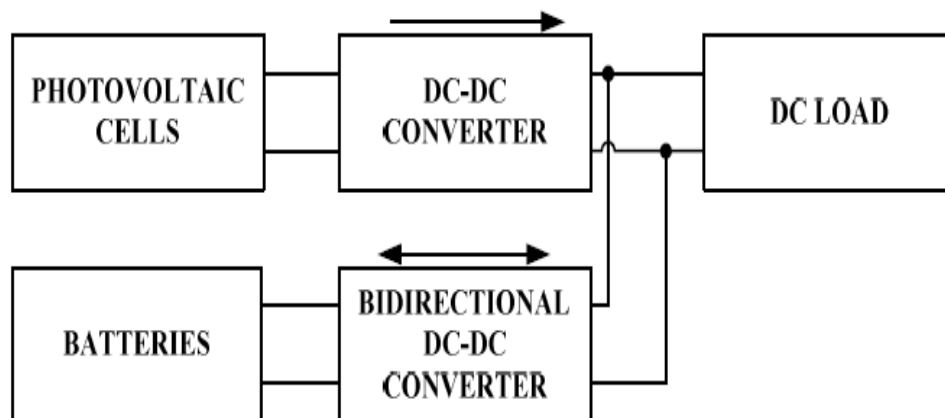 PHOTOVOLTAIC
CELLS
DC-DC
CONVERTER
DC LOAD
BATTERIES
BIDIRECTIONAL
DC-DC
CONVERTER